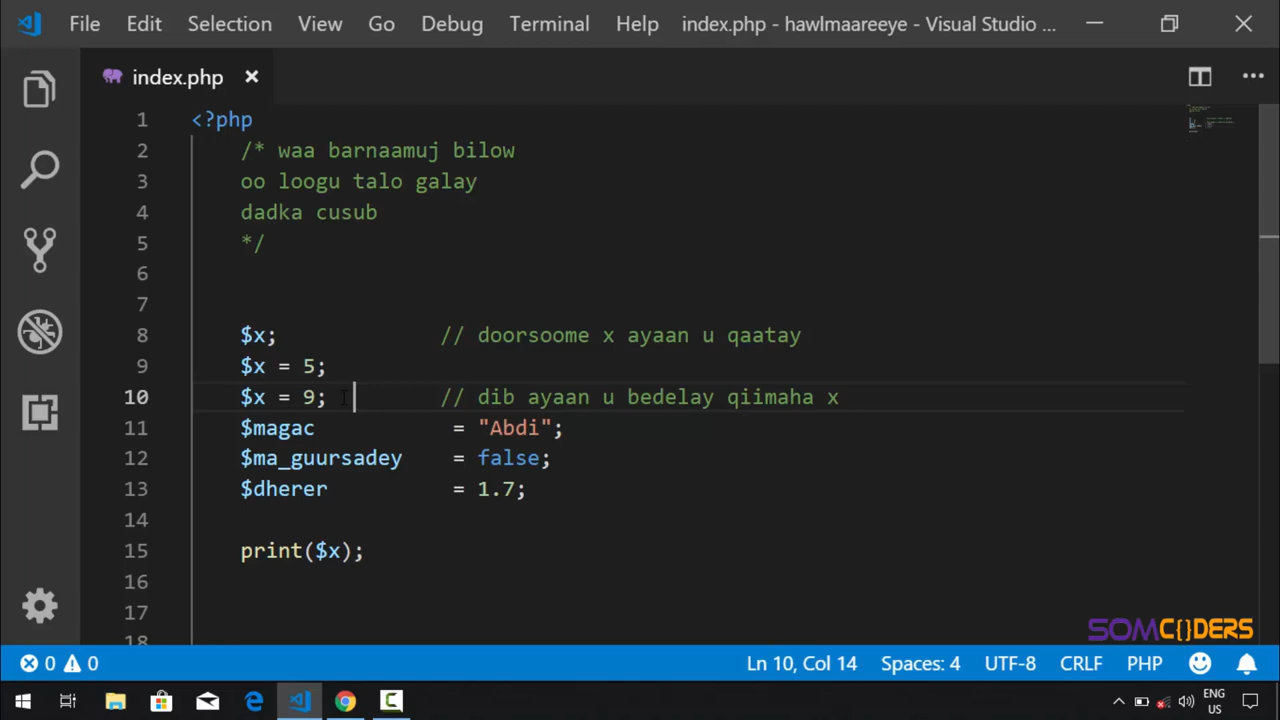 File Edit Selection View Go Debug Terminal Help index.php - hawlmaareeye - Visual Studio ...
index.php
1 <?php
2 /* waa barnaamuj bilow
3 oo loogu talo galay
4 dadka cusub
5 */
6
7
8 $x; // doorsoome x ayaan u qaatay
9 $x = 5;
10 $x = 9; // dib ayaan u bedelay qiimaha x
11 $magac = "Abdi";
12 $ma_guursadey = false;
13 $dherer = 1.7;
14
15 print($x);
16
17
18
SOMC{}DERS
0 0 Ln 10, Col 14 Spaces: 4 UTF-8 CRLF PHP
ENG
US